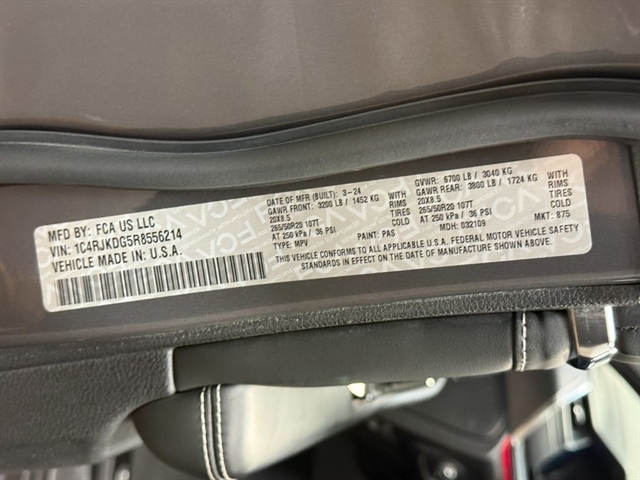 MFD BY: FCA US LLC
VIN: 1C4RJKDG5R8556214
VEHICLE MADE IN: U.S.A.
DATE OF MFR (BUILT): 3-24
GAWR FRONT: 3200 LB / 1452 KG
20X8.5 RIMS
265/50R20 107T TIRES
AT 250 kPa / 36 PSI COLD
TYPE: MPV PAINT: PAS
GVWR: 6700 LB / 3040 KG
GAWR REAR: 3800 LB / 1724 KG
20X8.5 RIMS
265/50R20 107T TIRES
AT 250 kPa / 36 PSI COLD
MDH: 032109 MKT: 875
THIS VEHICLE CONFORMS TO ALL APPLICABLE U.S.A. FEDERAL MOTOR VEHICLE SAFETY
STANDARDS IN EFFECT ON THE DATE OF MANUFACTURE SHOWN ABOVE.